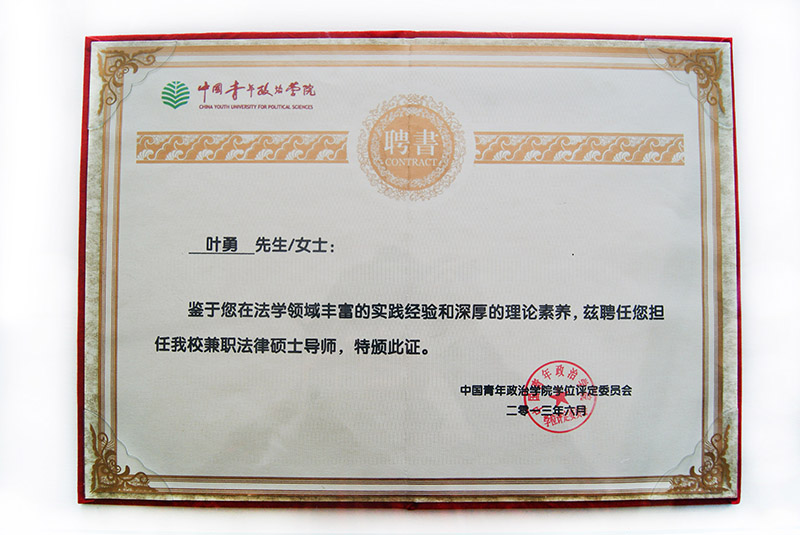 中国青年政治学院
CHINA YOUTH UNIVERSITY FOR POLITICAL SCIENCES
聘書
CONTRACT
叶勇 先生/女士：
鉴于您在法学领域丰富的实践经验和深厚的理论素养，兹聘任您担
任我校兼职法律硕士导师，特颁此证。
中国青年政治学院学位评定委员会
二零一三年六月